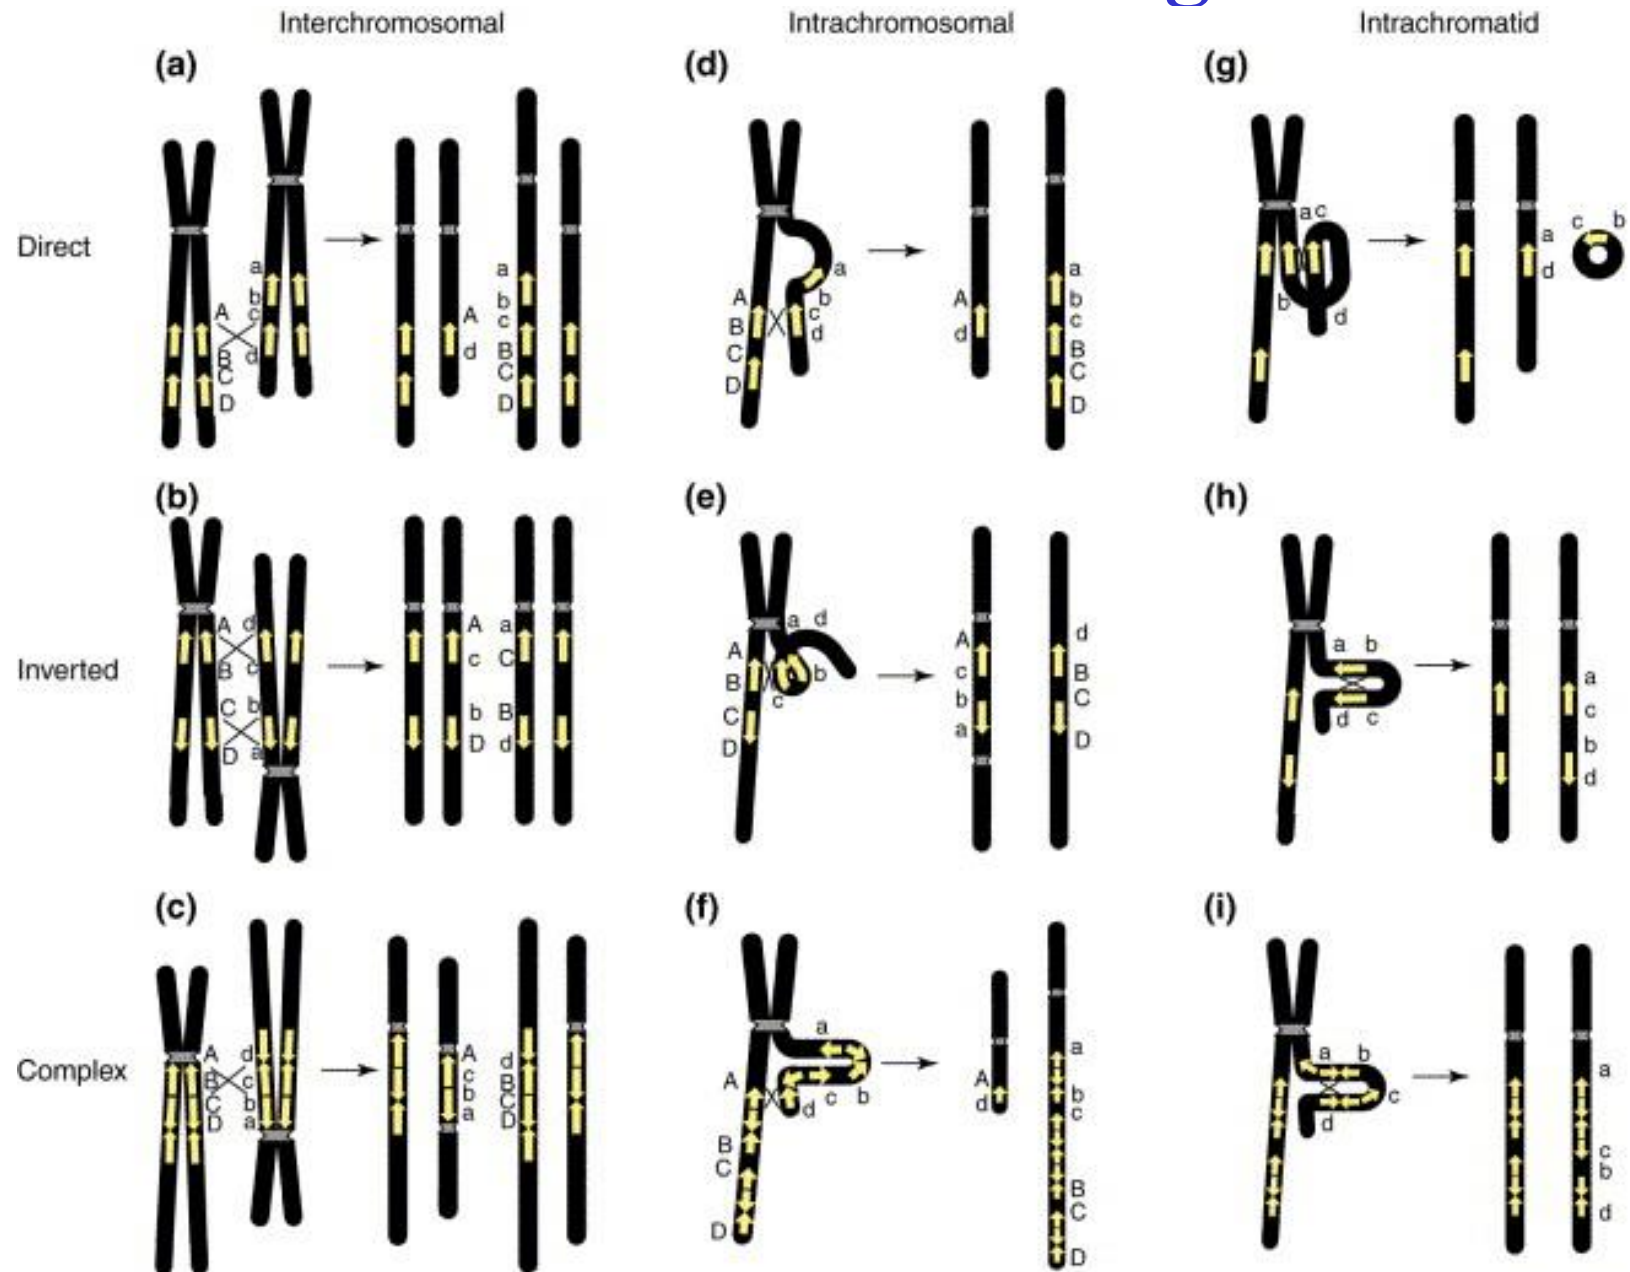 Interchromosomal
Intrachromosomal
Intrachromatid
(a)
(d)
(g)
Direct
a
b
A c
B d
C
D
A
d
a
b
c
B
C
D
a
A b
B c
C d
D
A
d
a
b
c
B
C
D
a c
b d
a
d
c b
(b)
(e)
(h)
Inverted
A d
B c
C b
D a
A a
c C
b B
D d
a d
A
B b
C c
D
A
c
b
a
d
B
C
D
a b
d c
a
c
b
d
(c)
(f)
(i)
Complex
A d
B c
C b
D a
A
c
b
a
d
B
C
D
a
A
d c b
B
C
D
A
d
a
b
c
B
C
D
a b
c
d
a
c
b
d